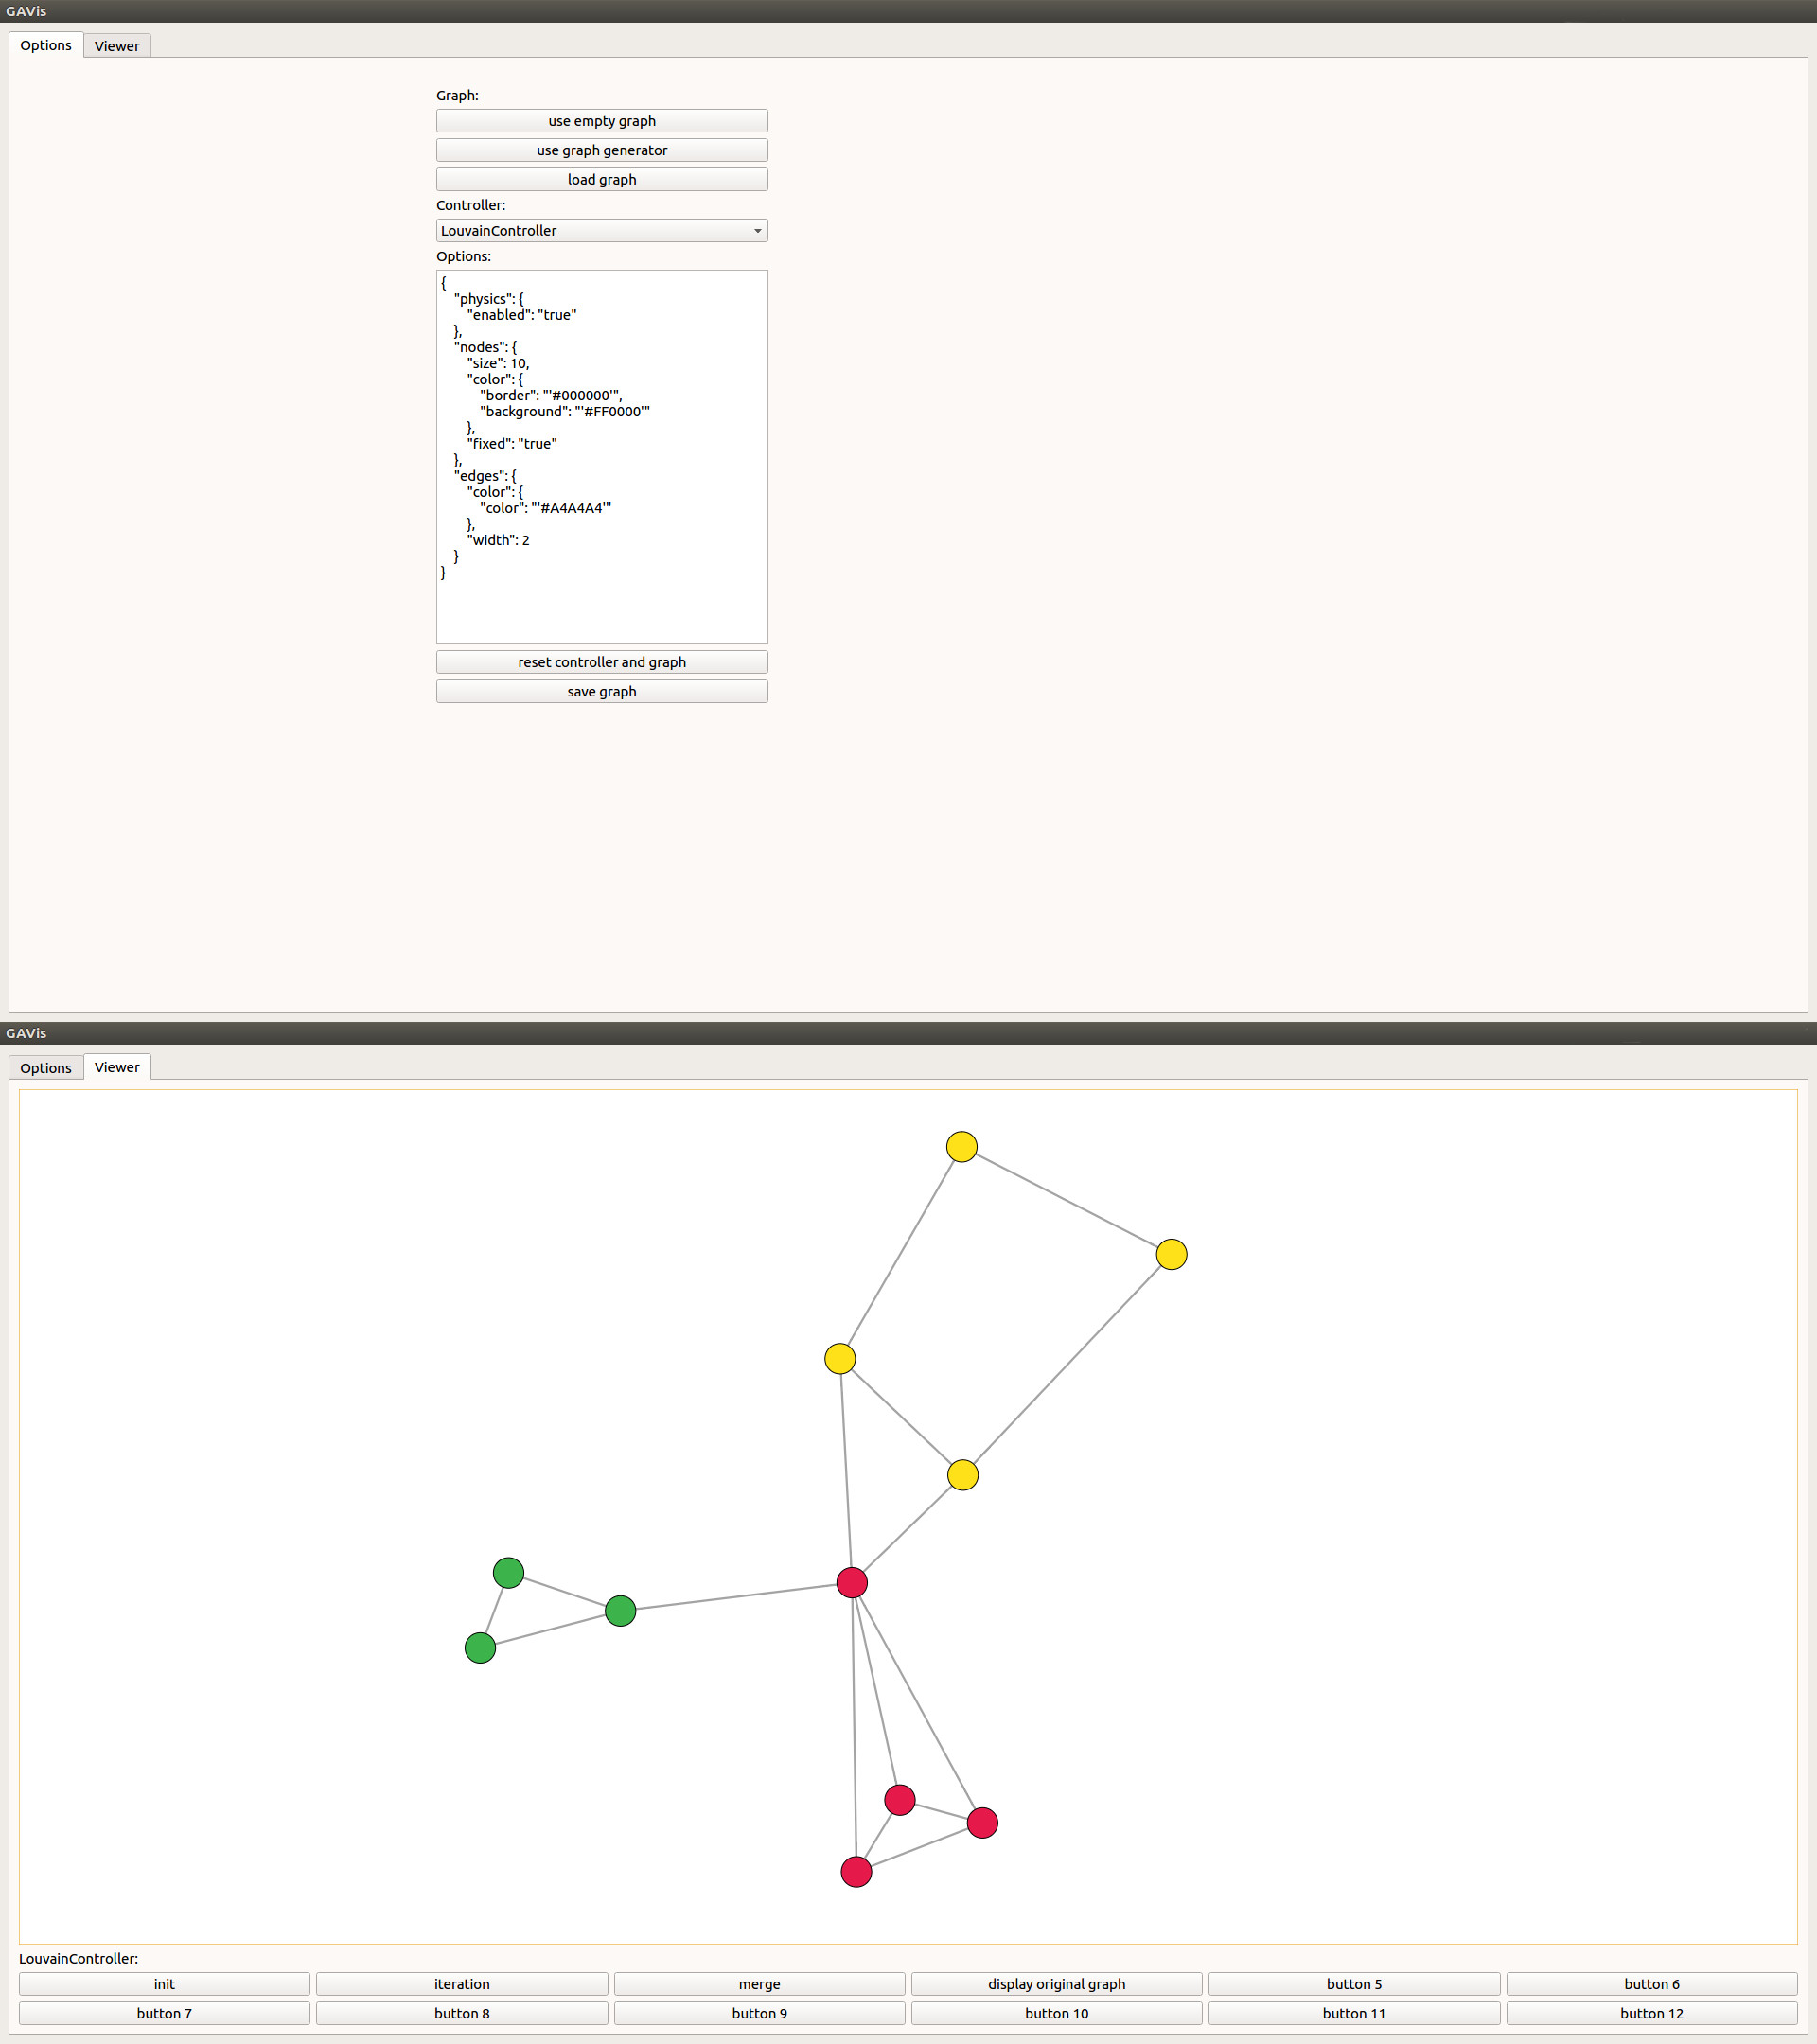 GAVis
Options Viewer
Graph:
use empty graph
use graph generator
load graph
Controller:
LouvainController
Options:
{
"physics": {
"enabled": "true"
},
"nodes": {
"size": 10,
"color": {
"border": "'#000000'",
"background": "'#FF0000'"
},
"fixed": "true"
},
"edges": {
"color": {
"color": "'#A4A4A4'"
},
"width": 2
}
}
reset controller and graph
save graph
GAVis
Options Viewer
LouvainController:
init iteration merge display original graph button 5 button 6
button 7 button 8 button 9 button 10 button 11 button 12